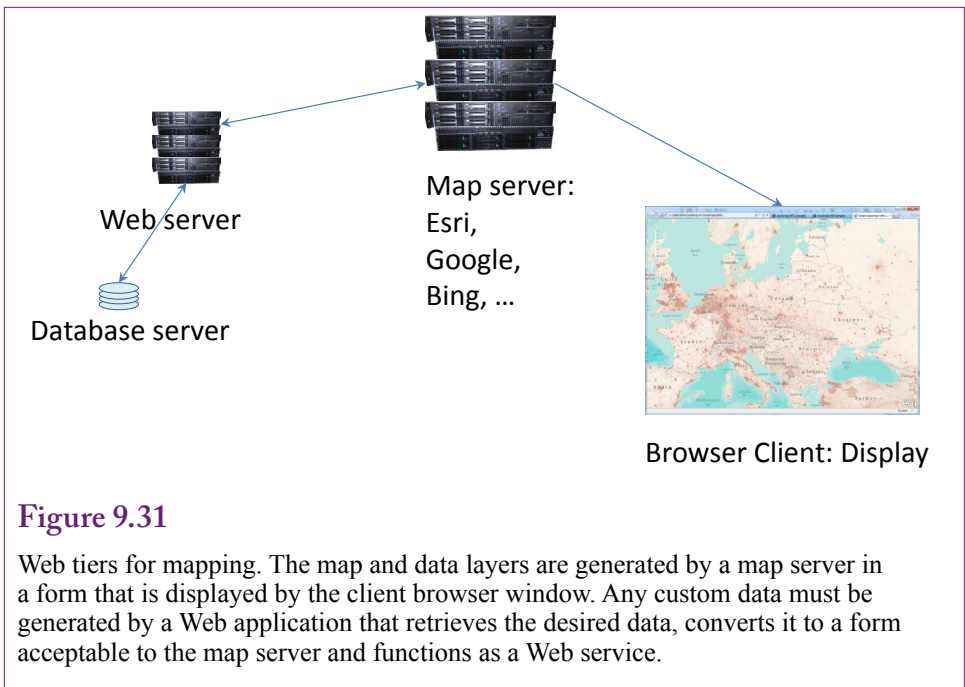 Web server
Database server
Map server:
Esri,
Google,
Bing, ...
Browser Client: Display
Figure 9.31
Web tiers for mapping. The map and data layers are generated by a map server in
a form that is displayed by the client browser window. Any custom data must be
generated by a Web application that retrieves the desired data, converts it to a form
acceptable to the map server and functions as a Web service.